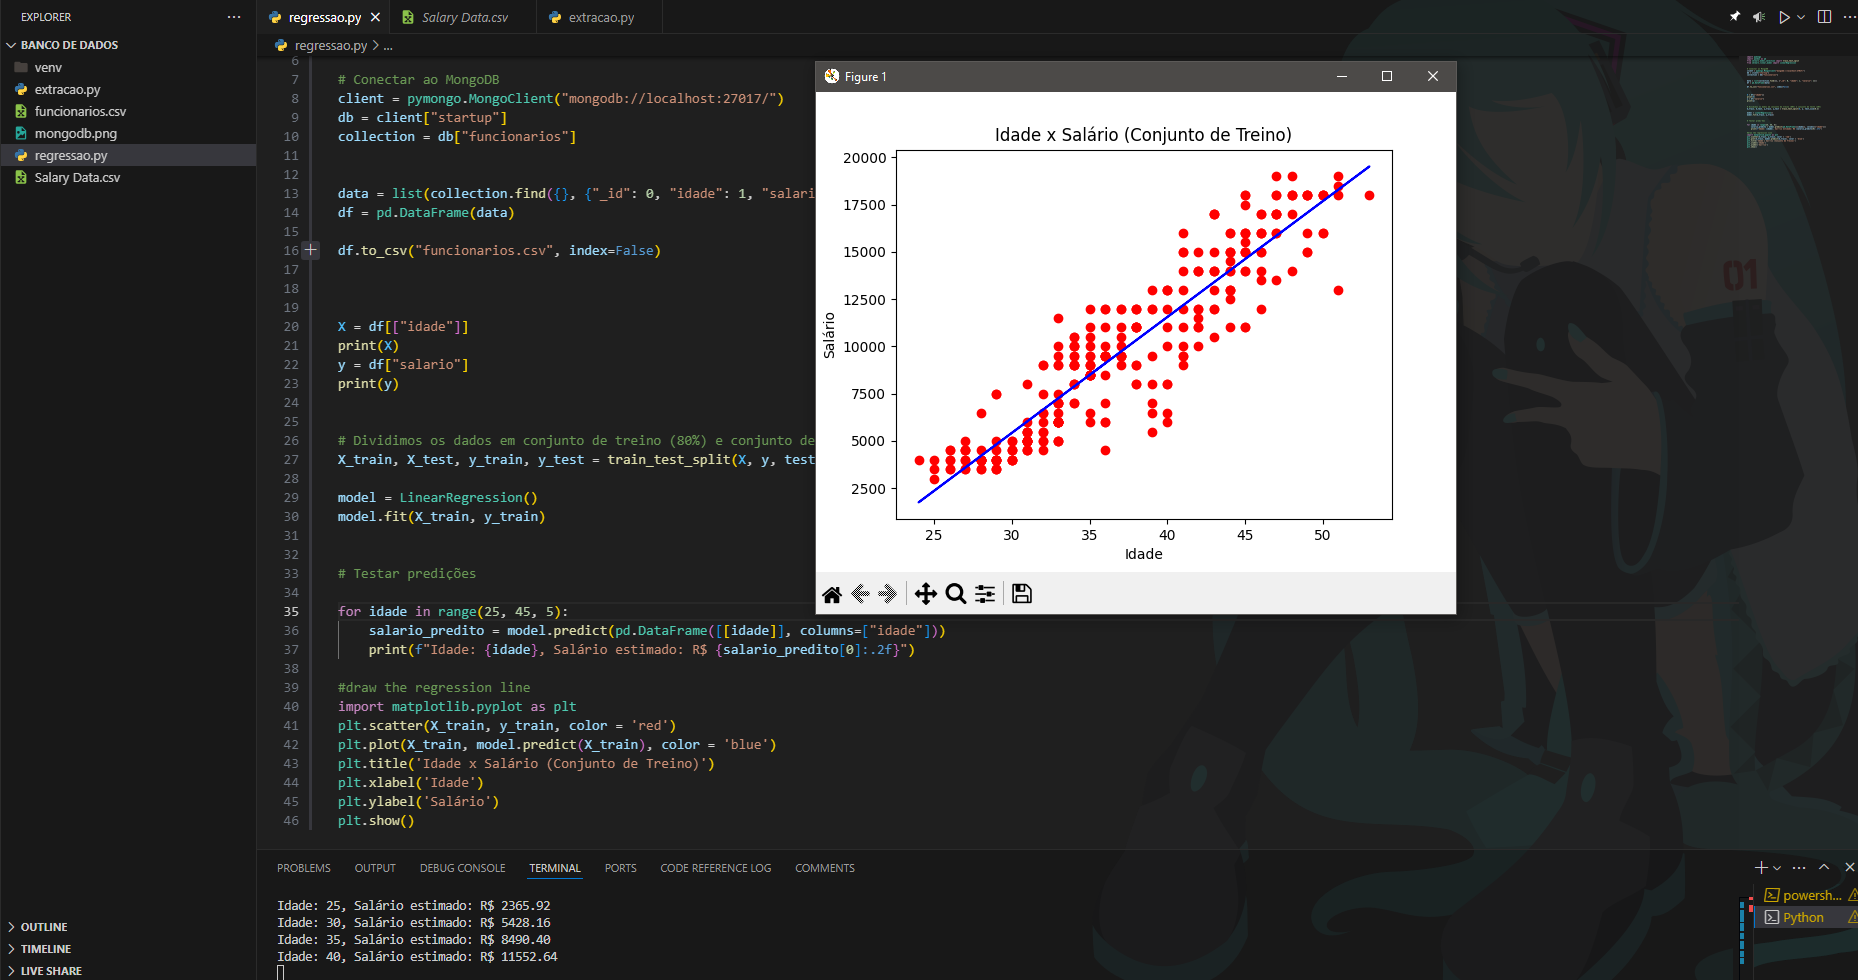 EXPLORER
BANCO DE DADOS
venv
extracao.py
funcionarios.csv
mongodb.png
regressao.py
Salary Data.csv
OUTLINE
TIMELINE
LIVE SHARE
regressao.py
Salary Data.csv
extracao.py
regressao.py > ...
6
7 # Conectar ao MongoDB
8 client = pymongo.MongoClient("mongodb://localhost:27017/")
9 db = client["startup"]
10 collection = db["funcionarios"]
11
12
13 data = list(collection.find({}, {"_id": 0, "idade": 1, "salari
14 df = pd.DataFrame(data)
15
16 df.to_csv("funcionarios.csv", index=False)
17
18
19
20 X = df[["idade"]]
21 print(X)
22 y = df["salario"]
23 print(y)
24
25
26 # Dividimos os dados em conjunto de treino (80%) e conjunto de
27 X_train, X_test, y_train, y_test = train_test_split(X, y, test
28
29 model = LinearRegression()
30 model.fit(X_train, y_train)
31
32
33 # Testar predições
34
35 for idade in range(25, 45, 5):
36 salario_predito = model.predict(pd.DataFrame([[idade]], columns=["idade"]))
37 print(f"Idade: {idade}, Salário estimado: R$ {salario_predito[0]:.2f}")
38
39 #draw the regression line
40 import matplotlib.pyplot as plt
41 plt.scatter(X_train, y_train, color = 'red')
42 plt.plot(X_train, model.predict(X_train), color = 'blue')
43 plt.title('Idade x Salário (Conjunto de Treino)')
44 plt.xlabel('Idade')
45 plt.ylabel('Salário')
46 plt.show()
Figure 1
Idade x Salário (Conjunto de Treino)
20000
17500
15000
12500
10000
7500
5000
2500
Salário
25 30 35 40 45 50
Idade
01
PROBLEMS OUTPUT DEBUG CONSOLE TERMINAL PORTS CODE REFERENCE LOG COMMENTS
Idade: 25, Salário estimado: R$ 2365.92
Idade: 30, Salário estimado: R$ 5428.16
Idade: 35, Salário estimado: R$ 8490.40
Idade: 40, Salário estimado: R$ 11552.64
powersh...
Python